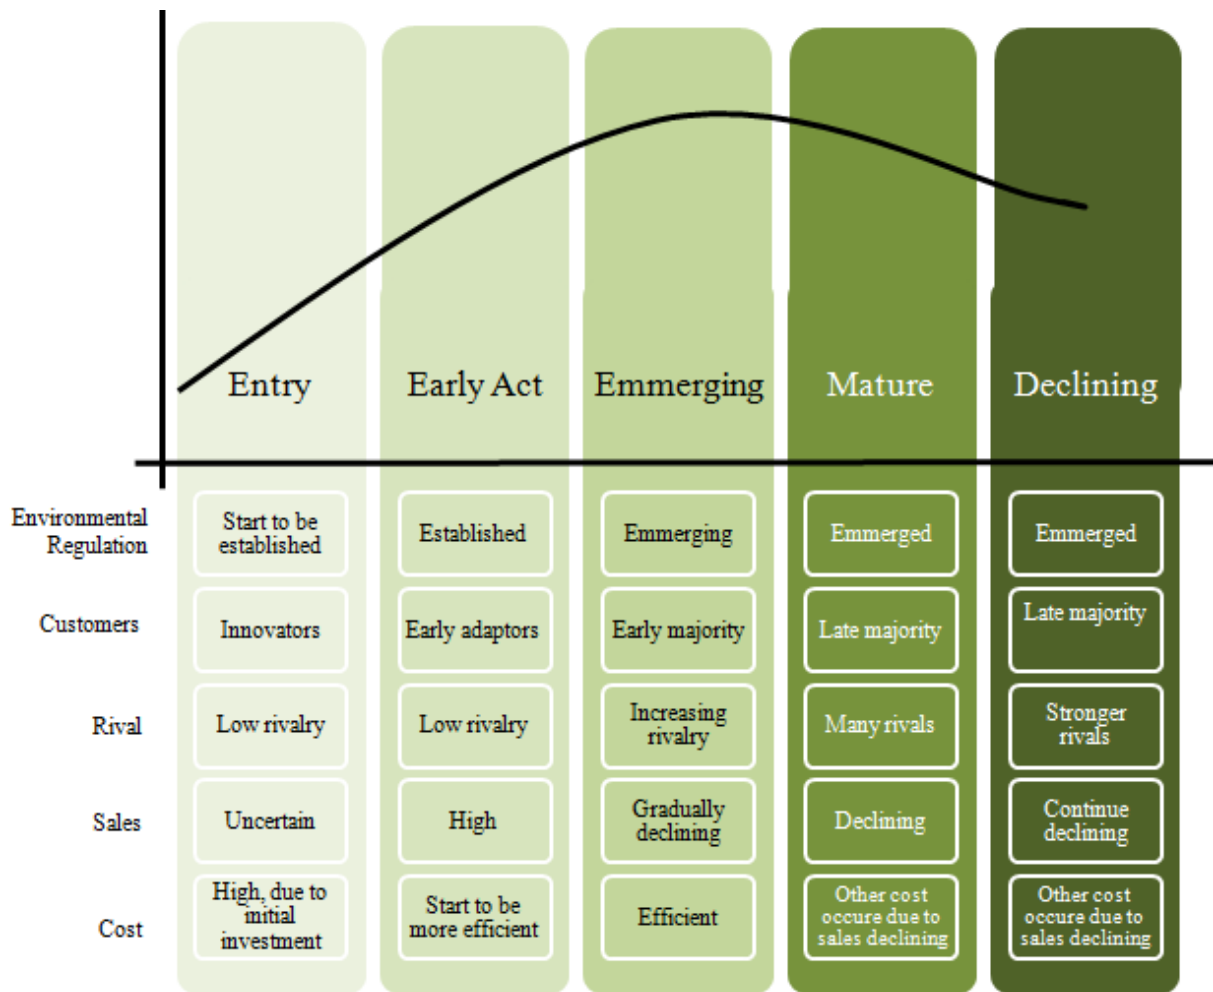 Entry
Early Act
Emmerging
Mature
Declining
Environmental
Regulation
Start to be
established
Established
Emmerging
Emmerged
Emmerged
Customers
Innovators
Early adaptors
Early majority
Late majority
Late majority
Rival
Low rivalry
Low rivalry
Increasing
rivalry
Many rivals
Stronger
rivals
Sales
Uncertain
High
Gradually
declining
Declining
Continue
declining
Cost
High, due to
initial
investment
Start to be
more efficient
Efficient
Other cost
occure due to
sales declining
Other cost
occure due to
sales declining